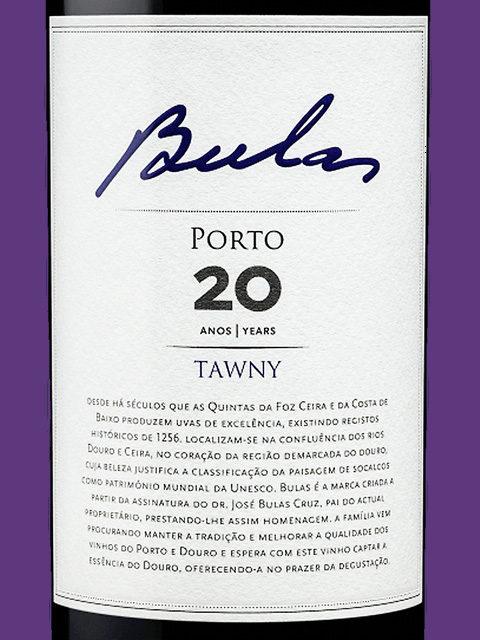 Bulas
PORTO
20
ANOS | YEARS
TAWNY
DESDE HÁ SÉCULOS QUE AS QUINTAS DA FOZ CEIRA E DA COSTA DE
BAIXO PRODUZEM UVAS DE EXCELÊNCIA, EXISTINDO REGISTOS
HISTÓRICOS DE 1256. LOCALIZAM-SE NA CONFLUÊNCIA DOS RIOS
DOURO E CEIRA, NO CORAÇÃO DA REGIÃO DEMARCADA DO DOURO,
CUJA BELEZA JUSTIFICA A CLASSIFICAÇÃO DA PAISAGEM DE SOCALCOS
COMO PATRIMÓNIO MUNDIAL DA UNESCO. BULAS É A MARCA CRIADA A
PARTIR DA ASSINATURA DO DR. JOSÉ BULAS CRUZ, PAI DO ACTUAL
PROPRIETÁRIO, PRESTANDO-LHE ASSIM HOMENAGEM. A FAMÍLIA VEM
PROCURANDO MANTER A TRADIÇÃO E MELHORAR A QUALIDADE DOS
VINHOS DO PORTO E DOURO E ESPERA COM ESTE VINHO CAPTAR A
ESSÊNCIA DO DOURO, OFERECENDO-A NO PRAZER DA DEGUSTAÇÃO.